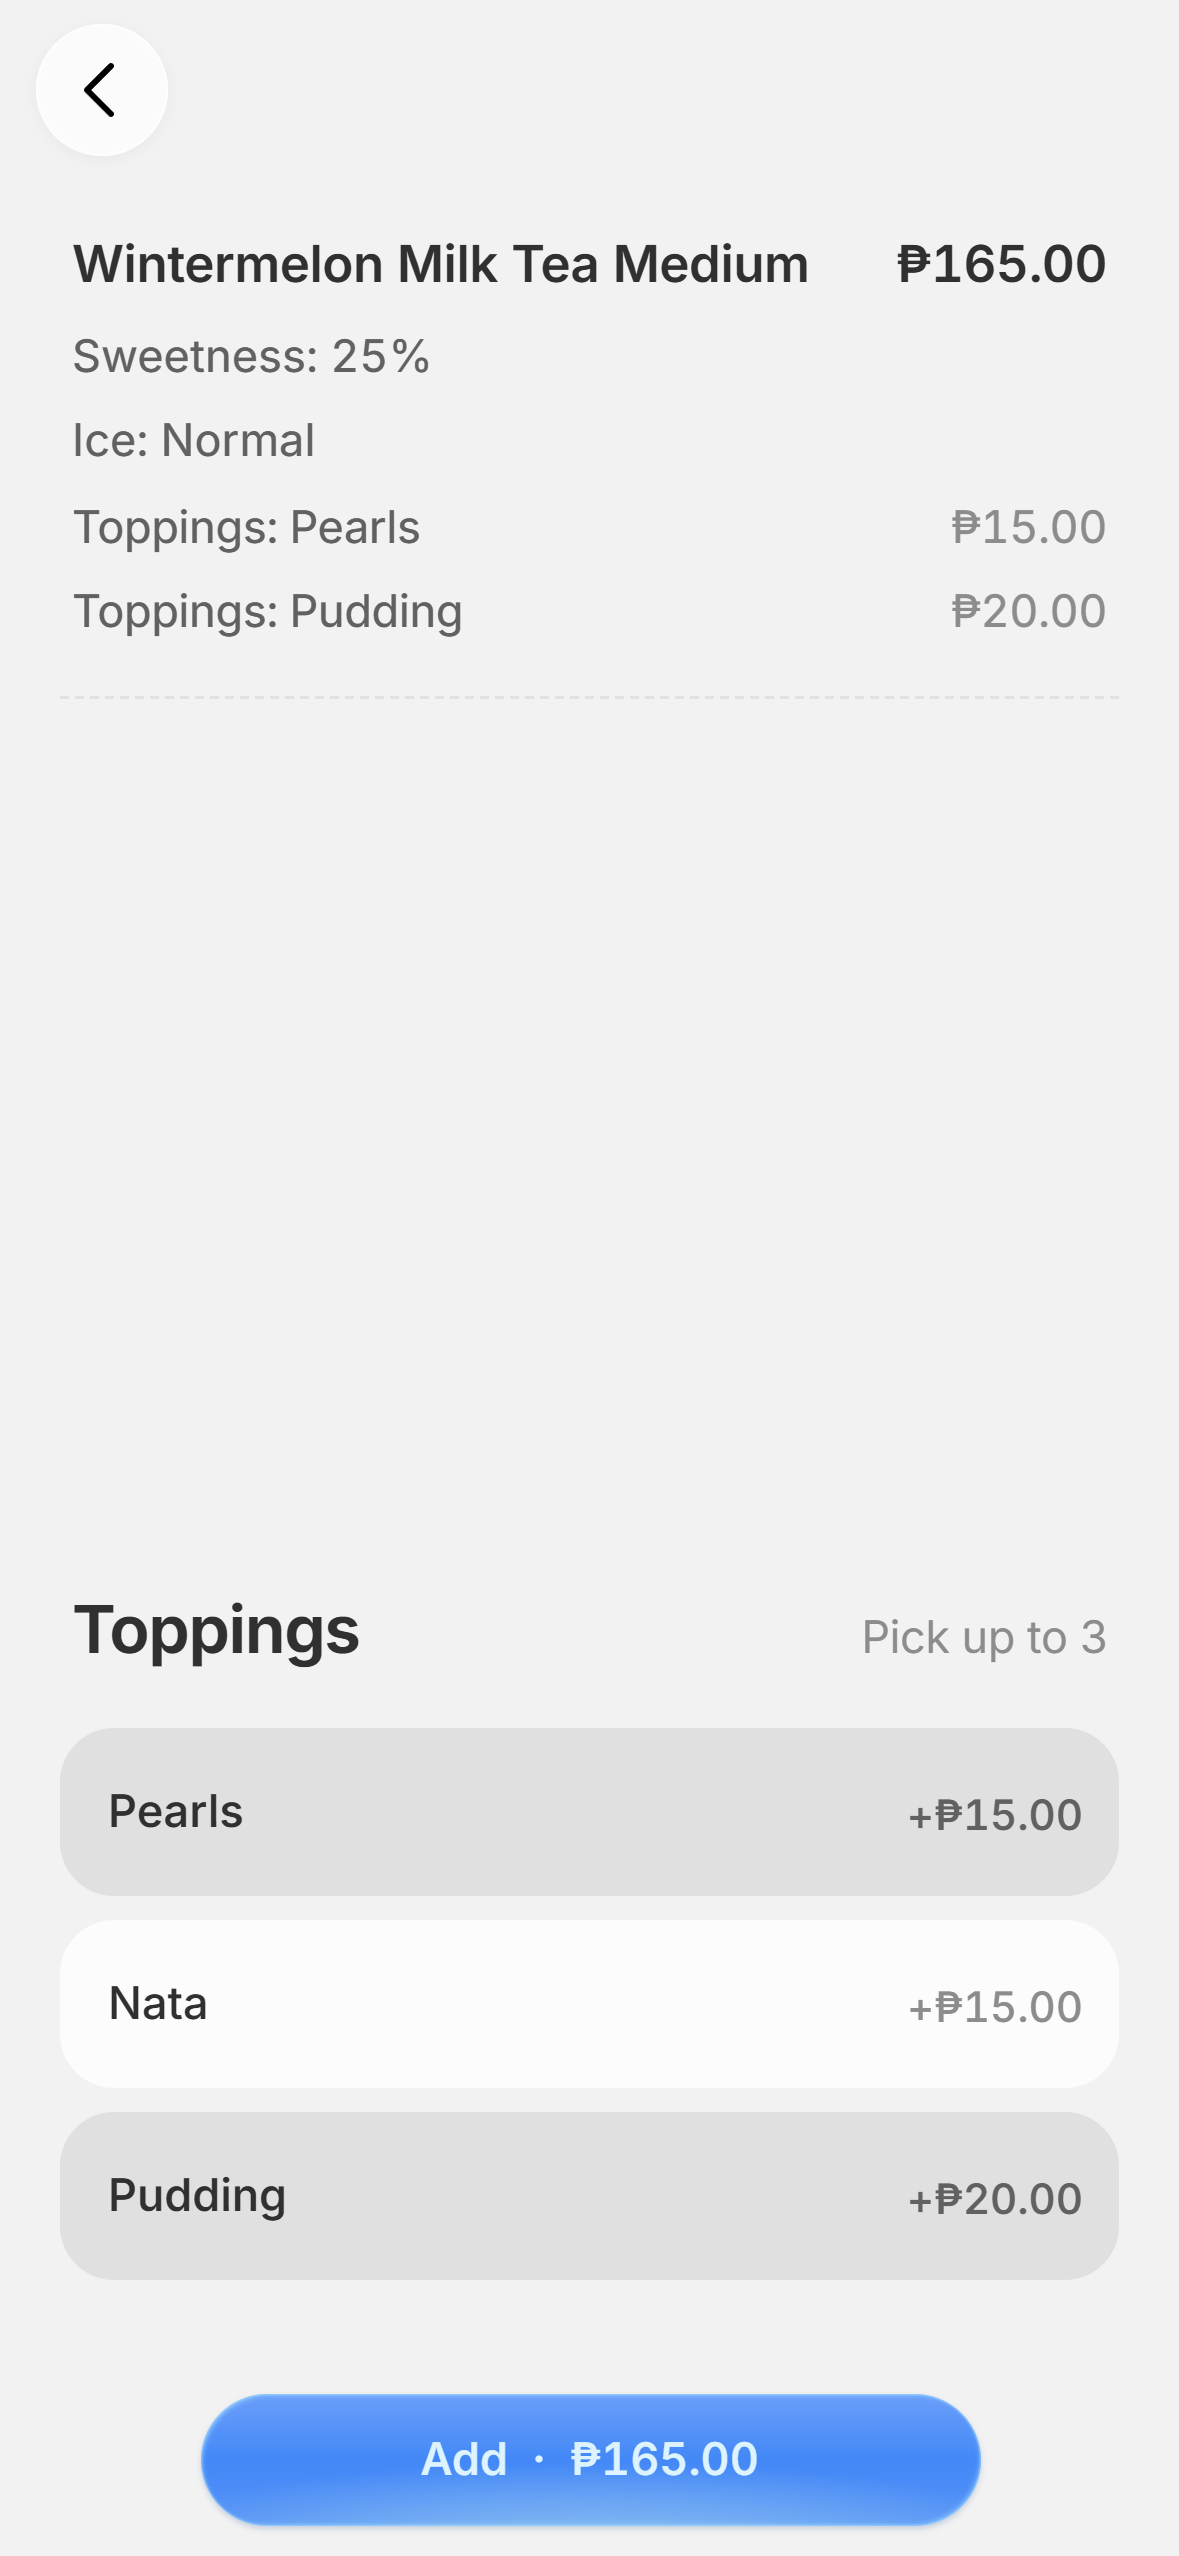 Wintermelon Milk Tea Medium ₱165.00
Sweetness: 25%
Ice: Normal
Toppings: Pearls ₱15.00
Toppings: Pudding ₱20.00
Toppings Pick up to 3
Pearls +₱15.00
Nata +₱15.00
Pudding +₱20.00
Add · ₱165.00